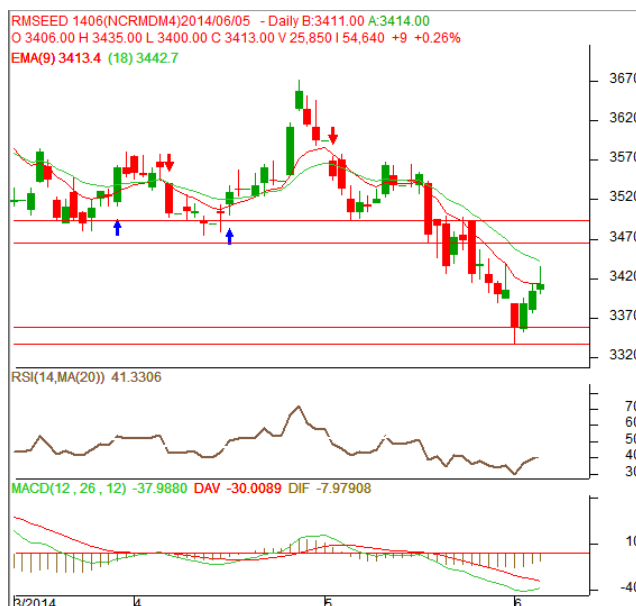 RMSEED 1406(NCRMDM4)2014/06/05 - Daily B:3411.00 A:3414.00
O 3406.00 H 3435.00 L 3400.00 C 3413.00 V 25,850 I 54,640 +9 +0.26%
EMA(9) 3413.4 (18) 3442.7
3670
3620
3570
3520
3470
3420
3370
3320
RSI(14,MA(20)) 41.3306
70
60
50
40
30
MACD(12 , 26 , 12) -37.9880 DAV -30.0089 DIF -7.97908
10
-40
3/2014 4 5 6